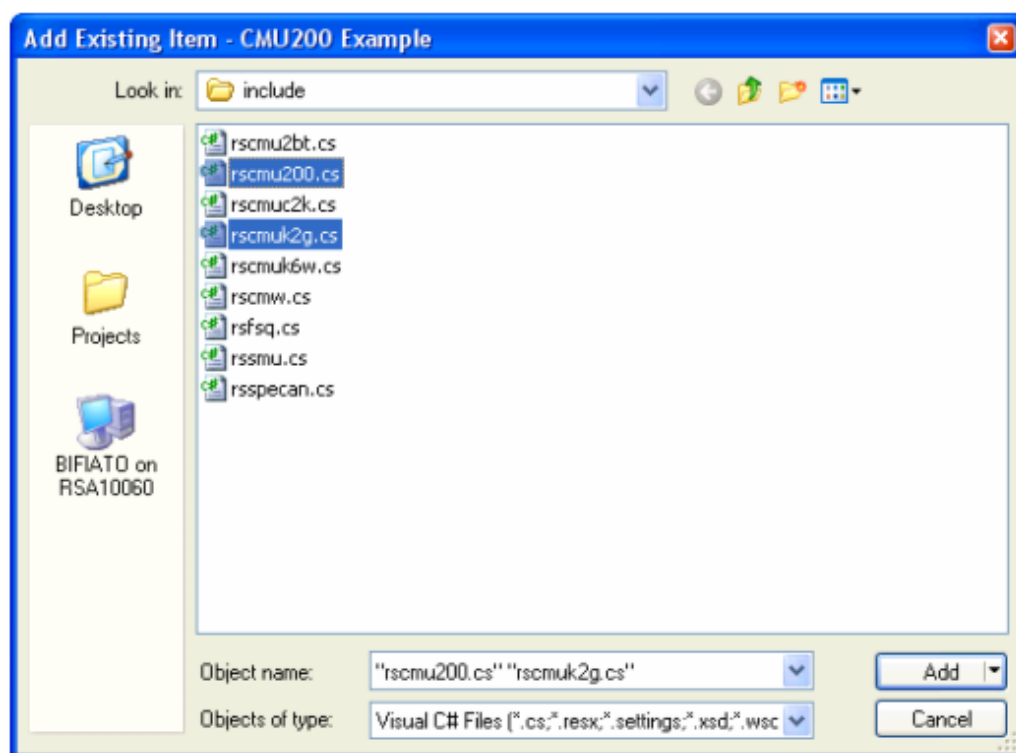 Add Existing Item - CMU200 Example
Look in: include
Desktop
Projects
BIFIATO on
RSA10060
rscmu2bt.cs
rscmu200.cs
rscmuc2k.cs
rscmuk2g.cs
rscmuk6w.cs
rscmw.cs
rsfsq.cs
rssmu.cs
rsspecan.cs
Object name: "rscmu200.cs" "rscmuk2g.cs" Add
Objects of type: Visual C# Files (*.cs;*.resx;*.settings;*.xsd;*.wsc Cancel